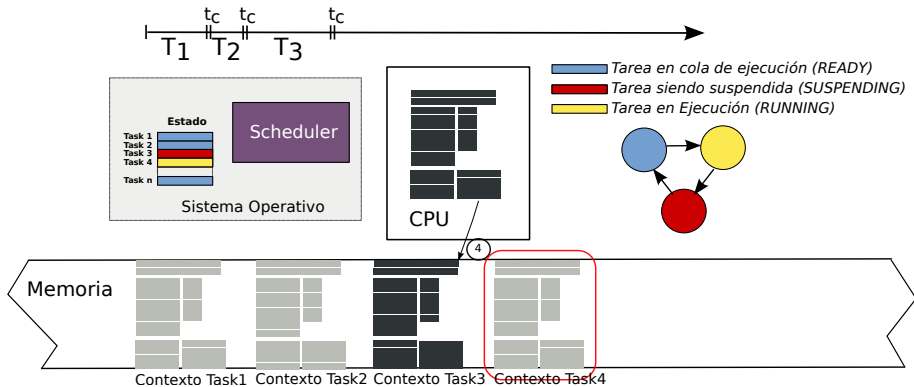 tc tc tc
T1 T2 T3
Tarea en cola de ejecución (READY)
Tarea siendo suspendida (SUSPENDING)
Tarea en Ejecución (RUNNING)
Estado
Task 1
Task 2
Task 3
Task 4
Task n
Scheduler
Sistema Operativo
CPU
4
Memoria
Contexto Task1
Contexto Task2
Contexto Task3
Contexto Task4